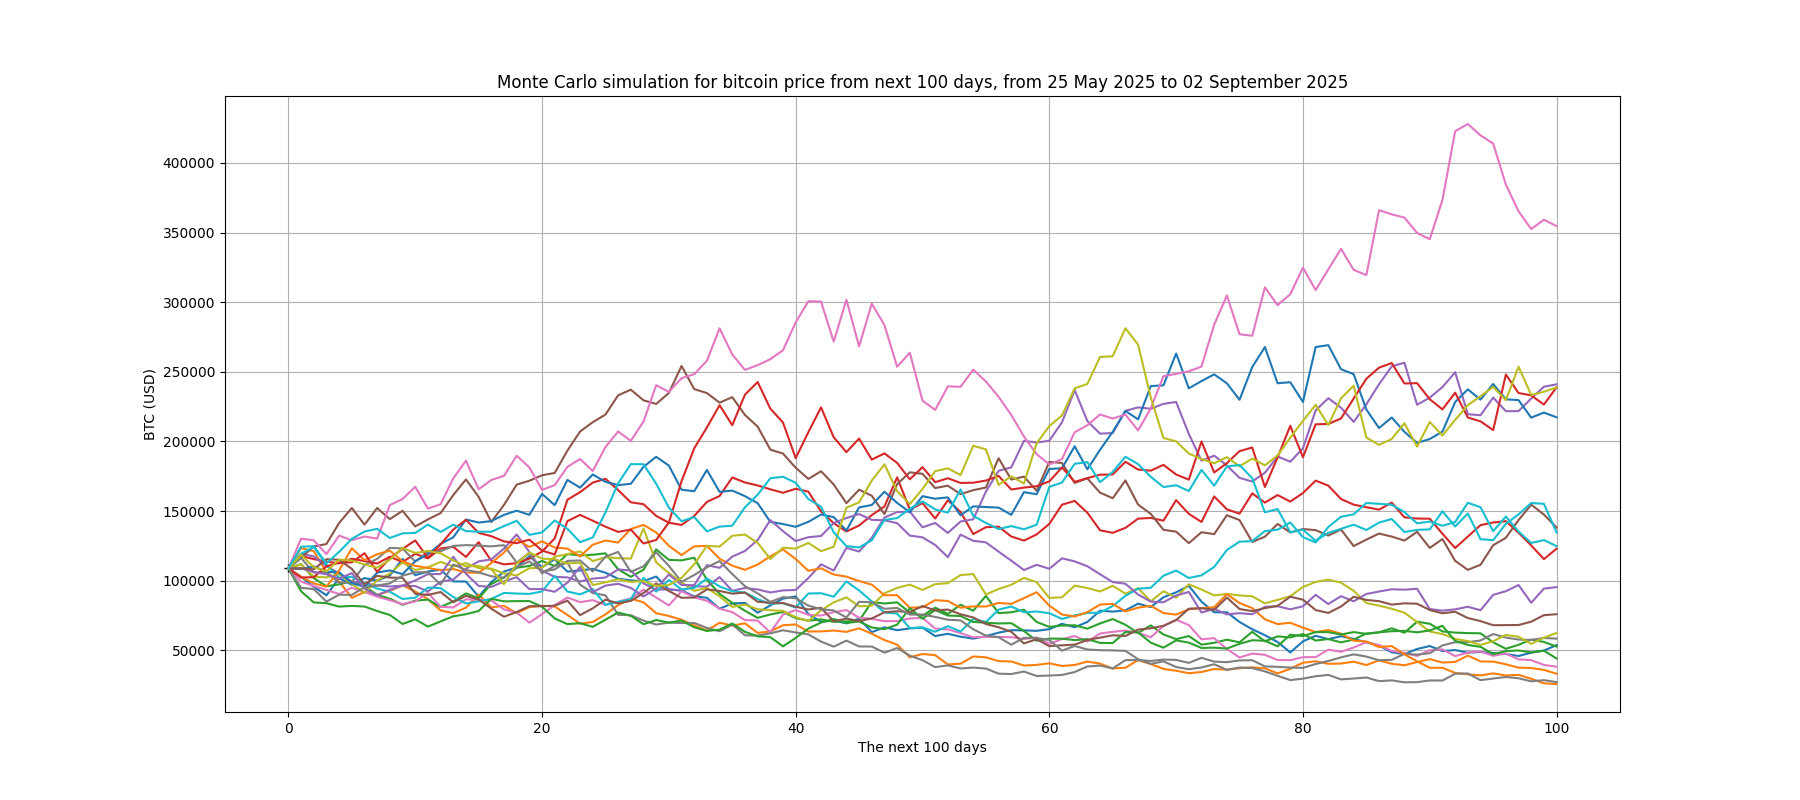 Monte Carlo simulation for bitcoin price from next 100 days, from 25 May 2025 to 02 September 2025
400000
350000
300000
250000
200000
150000
100000
50000
BTC (USD)
0 20 40 60 80 100
The next 100 days